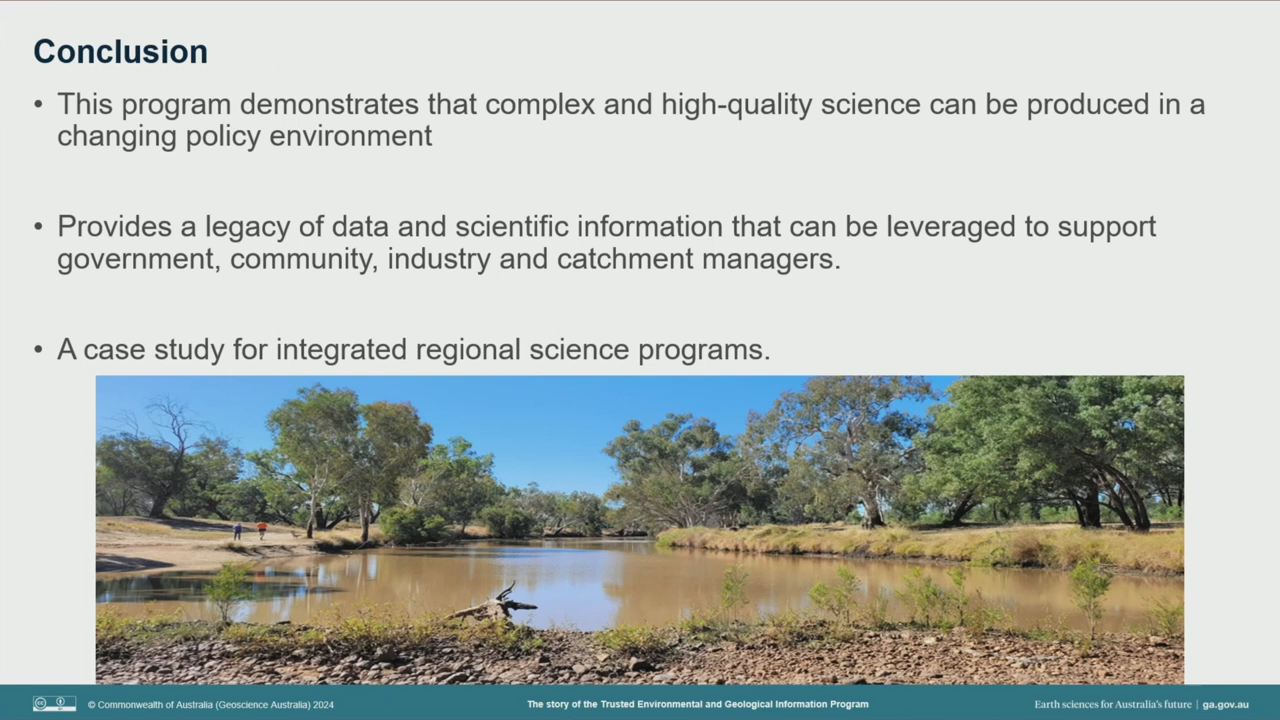 Conclusion
• This program demonstrates that complex and high-quality science can be produced in a
changing policy environment
• Provides a legacy of data and scientific information that can be leveraged to support
government, community, industry and catchment managers.
• A case study for integrated regional science programs.
© Commonwealth of Australia (Geoscience Australia) 2024
The story of the Trusted Environmental and Geological Information Program
Earth sciences for Australia's future | ga.gov.au